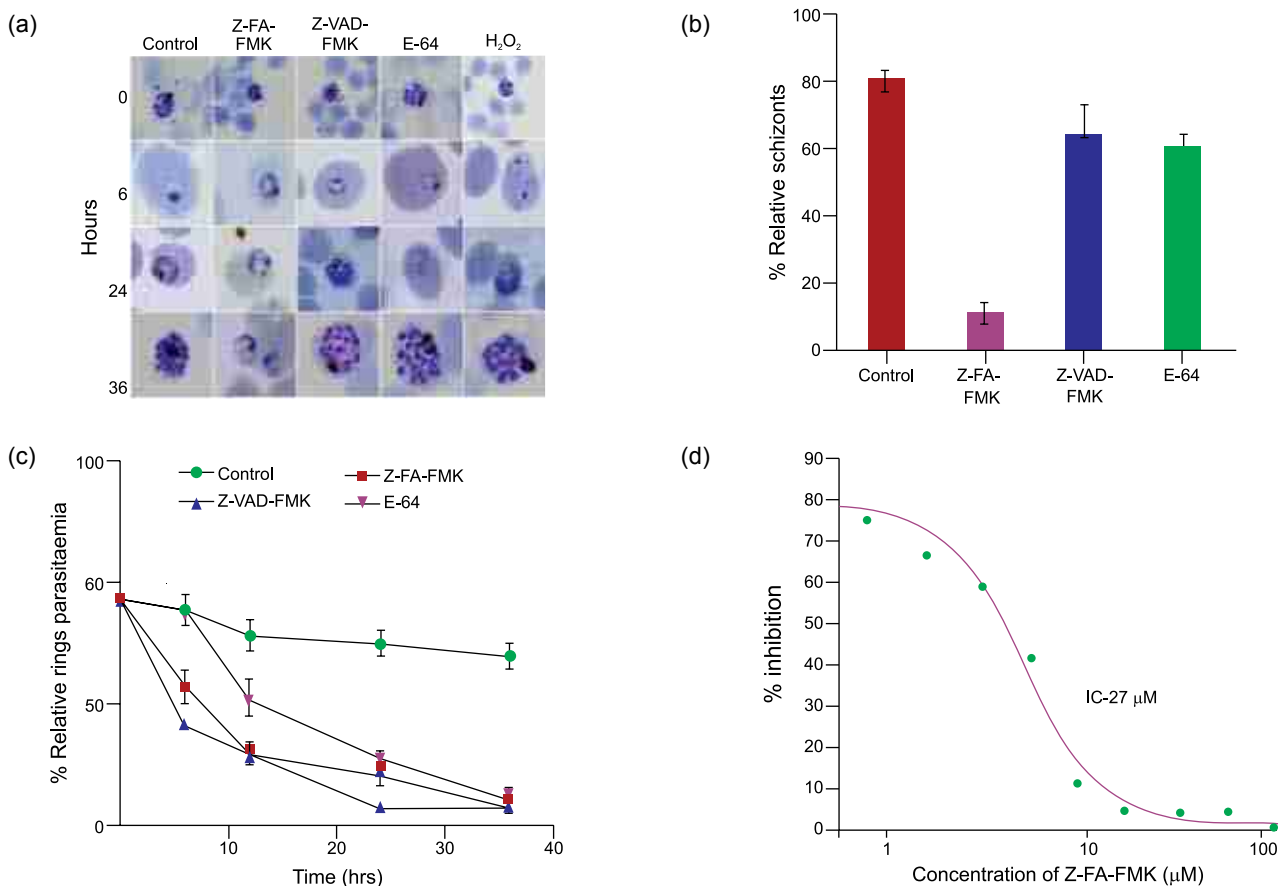 (a)
Control
Z-FA-
FMK
Z-VAD-
FMK
E-64
H₂O₂
Hours
0
6
24
36
(b)
% Relative schizonts
100
80
60
40
20
0
Control
Z-FA-
FMK
Z-VAD-
FMK
E-64
(c)
% Relative rings parasitaemia
100
60
50
0
Control
Z-FA-FMK
Z-VAD-FMK
E-64
10
20
30
40
Time (hrs)
(d)
% inhibition
90
80
70
60
50
40
30
20
10
0
IC-27 μM
1
10
100
Concentration of Z-FA-FMK (μM)